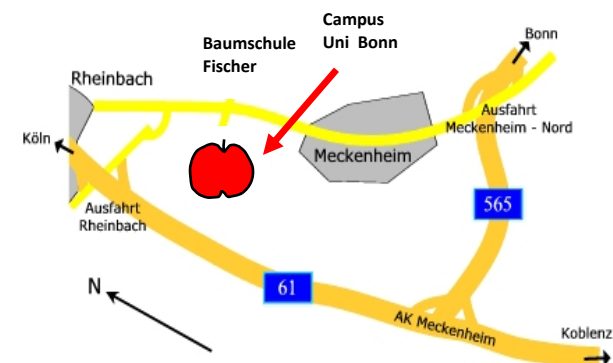 Campus
Uni Bonn
Baumschule
Fischer
Bonn
Rheinbach
Ausfahrt
Meckenheim - Nord
Köln
Meckenheim
Ausfahrt
Rheinbach
565
N
61
AK Meckenheim
Koblenz